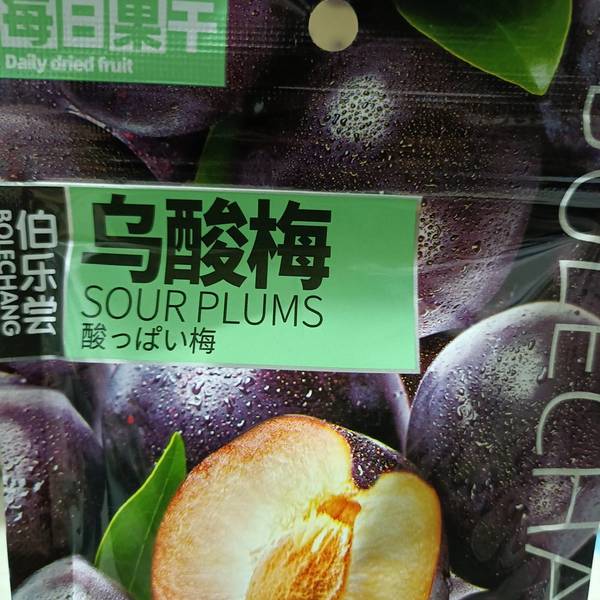 每日果干
Daily dried fruit
伯乐尝
BOLECHANG
乌酸梅
SOUR PLUMS
酸っぱい梅
BOLECHA